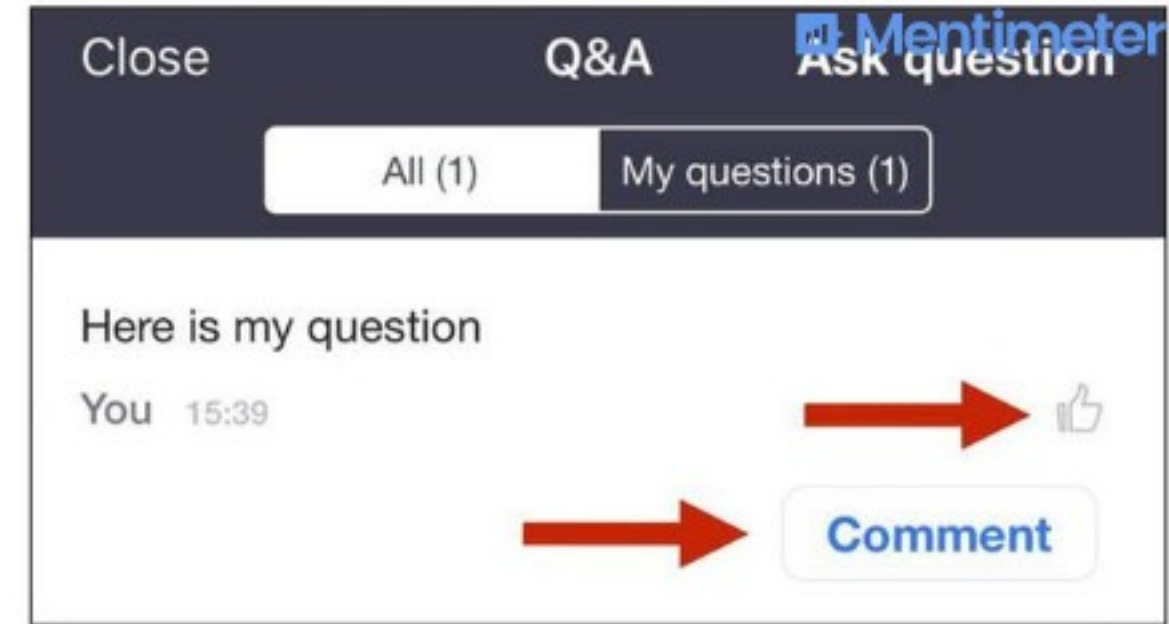 Mentimeter
Close Q&A Ask question
All (1) My questions (1)
Here is my question
You 15:39
Comment